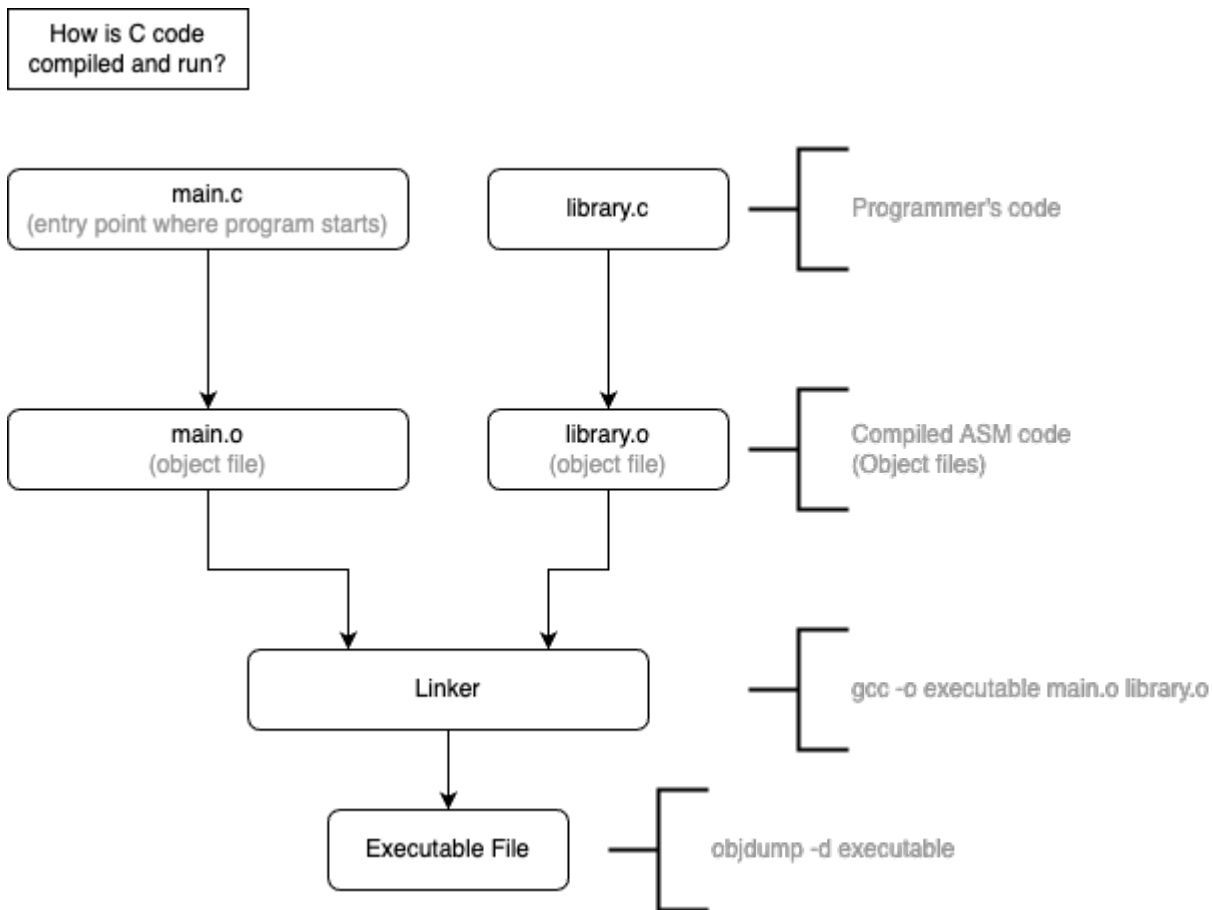 How is C code
compiled and run?
main.c
(entry point where program starts)
library.c
Programmer's code
main.o
(object file)
library.o
(object file)
Compiled ASM code
(Object files)
Linker
gcc -o executable main.o library.o
Executable File
objdump -d executable